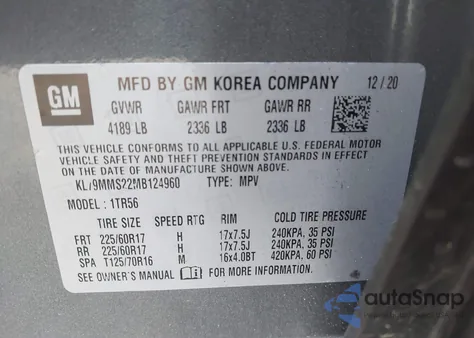 GM
MFD BY GM KOREA COMPANY 12/20
GVWR GAWR FRT GAWR RR
4189 LB 2336 LB 2336 LB
THIS VEHICLE CONFORMS TO ALL APPLICABLE U.S. FEDERAL MOTOR
VEHICLE SAFETY AND THEFT PREVENTION STANDARDS IN EFFECT ON
THE DATE OF MANUFACTURE SHOWN ABOVE.
KL79MMS22MB124960 TYPE: MPV
MODEL: 1TR56
TIRE SIZE SPEED RTG RIM COLD TIRE PRESSURE
FRT 225/60R17 H 17x7.5J 240KPA, 35 PSI
RR 225/60R17 H 17x7.5J 240KPA, 35 PSI
SPA T125/70R16 M 16x4.0BT 420KPA, 60 PSI
SEE OWNER'S MANUAL FOR MORE INFORMATION.
autoSnap